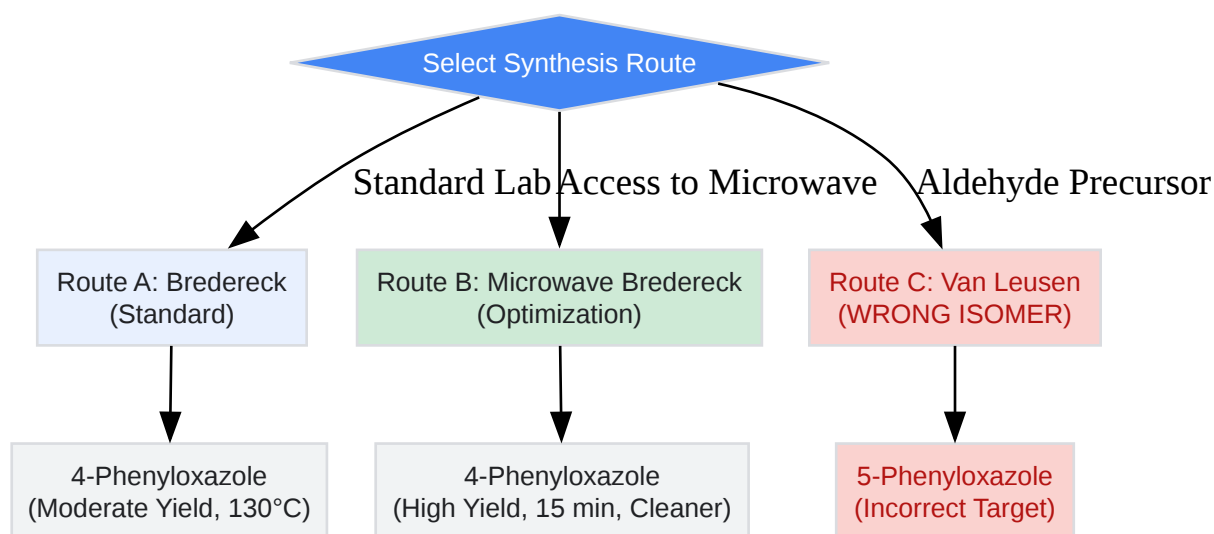 Select Synthesis Route
Standard Lab
Access to Microwave
Aldehyde Precursor
Route A: Bredereck
(Standard)
Route B: Microwave Bredereck
(Optimization)
Route C: Van Leusen
(WRONG ISOMER)
4-Phenyloxazole
(Moderate Yield, 130°C)
4-Phenyloxazole
(High Yield, 15 min, Cleaner)
5-Phenyloxazole
(Incorrect Target)